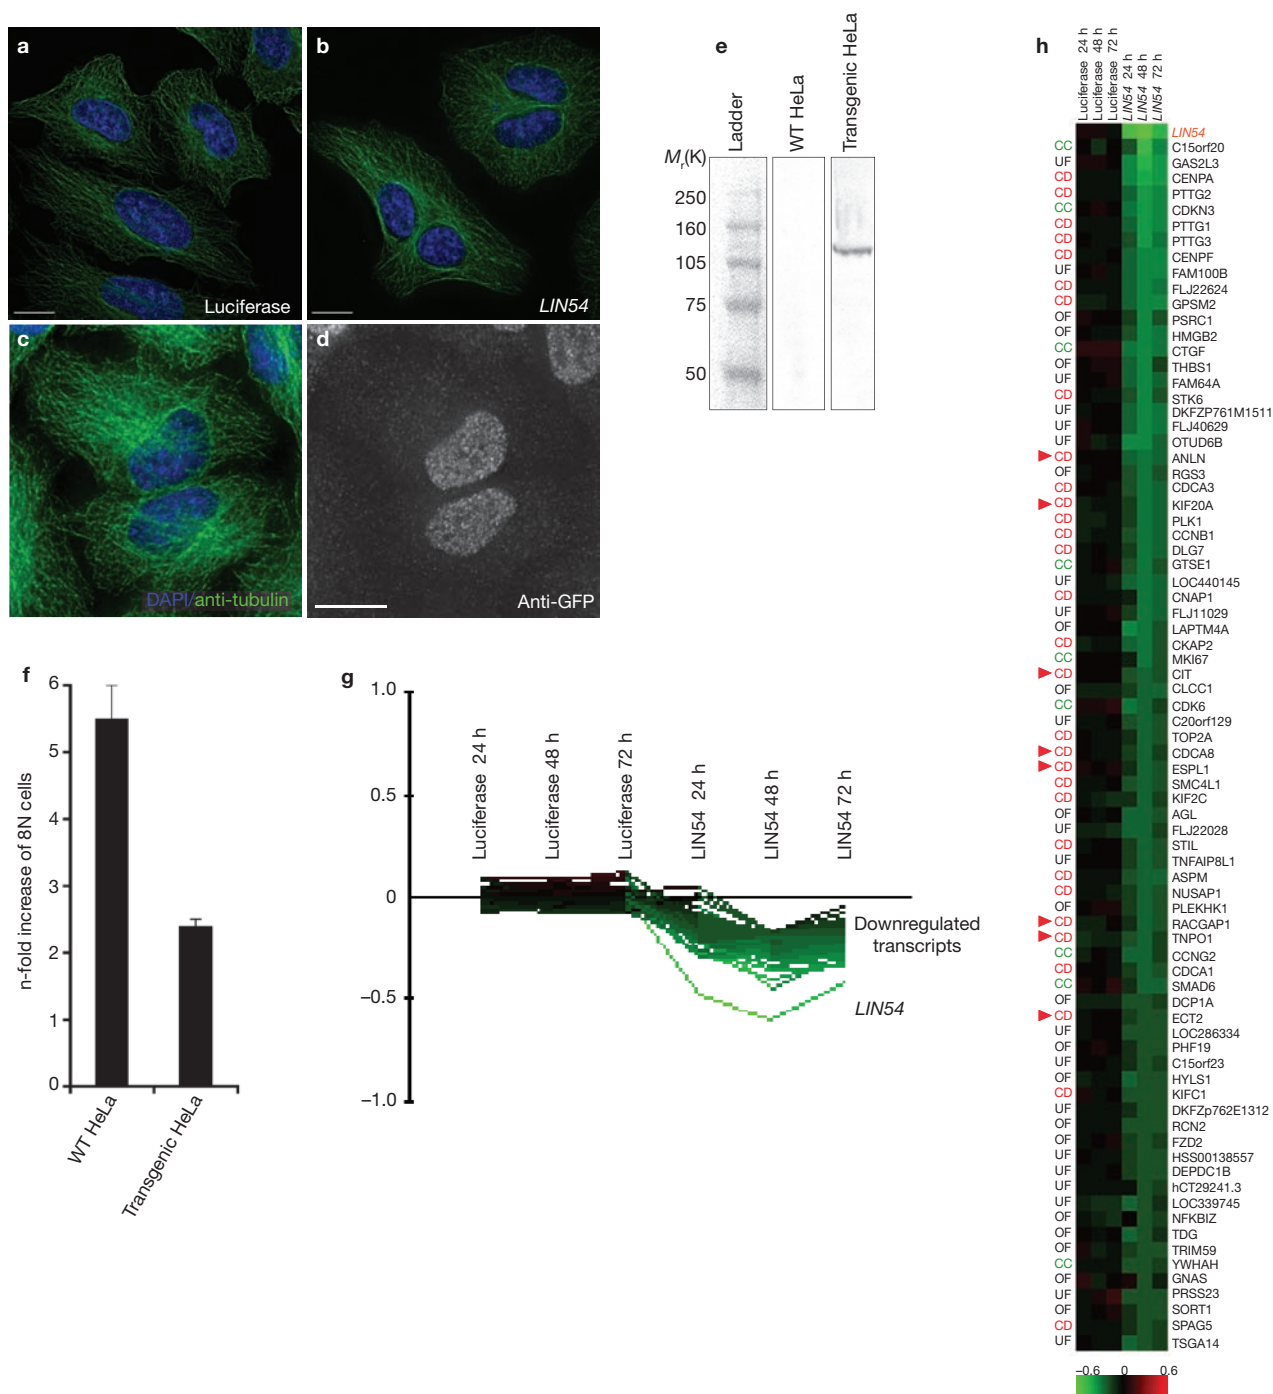 a
Luciferase
b
LIN54
c
DAPI/anti-tubulin
d
Anti-GFP
e
Ladder
WT HeLa
Transgenic HeLa
Mr(K)
250
160
105
75
50
f
n-fold increase of 8N cells
6
5
4
3
2
1
0
WT HeLa
Transgenic HeLa
g
1.0
0.5
0
−0.5
−1.0
Luciferase 24 h
Luciferase 48 h
Luciferase 72 h
LIN54 24 h
LIN54 48 h
LIN54 72 h
Downregulated
transcripts
LIN54
h
Luciferase 24 h
Luciferase 48 h
Luciferase 72 h
LIN54 24 h
LIN54 48 h
LIN54 72 h
LIN54
CC C15orf20
UF GAS2L3
CD CENPA
CD PTTG2
CC CDKN3
CD PTTG1
CD PTTG3
CD CENPF
UF FAM100B
CD FLJ22624
CD GPSM2
OF PSRC1
OF HMGB2
CC CTGF
OF THBS1
UF FAM64A
CD STK6
UF DKFZP761M1511
UF FLJ40629
UF OTUD6B
CD ANLN
OF RGS3
CD CDCA3
CD KIF20A
CD PLK1
CD CCNB1
CD DLG7
CC GTSE1
UF LOC440145
CD CNAP1
UF FLJ11029
OF LAPTM4A
CD CKAP2
CC MKI67
CD CIT
OF CLCC1
CC CDK6
UF C20orf129
CD TOP2A
CD CDCA8
CD ESPL1
CD SMC4L1
CD KIF2C
OF AGL
UF FLJ22028
CD STIL
UF TNFAIP8L1
CD ASPM
CD NUSAP1
OF PLEKHK1
CD RACGAP1
CD TNPO1
CC CCNG2
CD CDCA1
CC SMAD6
OF DCP1A
CD ECT2
UF LOC286334
OF PHF19
UF C15orf23
OF HYLS1
CD KIFC1
UF DKFZp762E1312
OF RCN2
OF FZD2
UF HSS00138557
UF DEPDC1B
UF hCT29241.3
UF LOC339745
OF NFKBIZ
OF TDG
OF TRIM59
CC YWHAH
OF GNAS
UF PRSS23
OF SORT1
CD SPAG5
UF TSGA14
−0.6 0 0.6